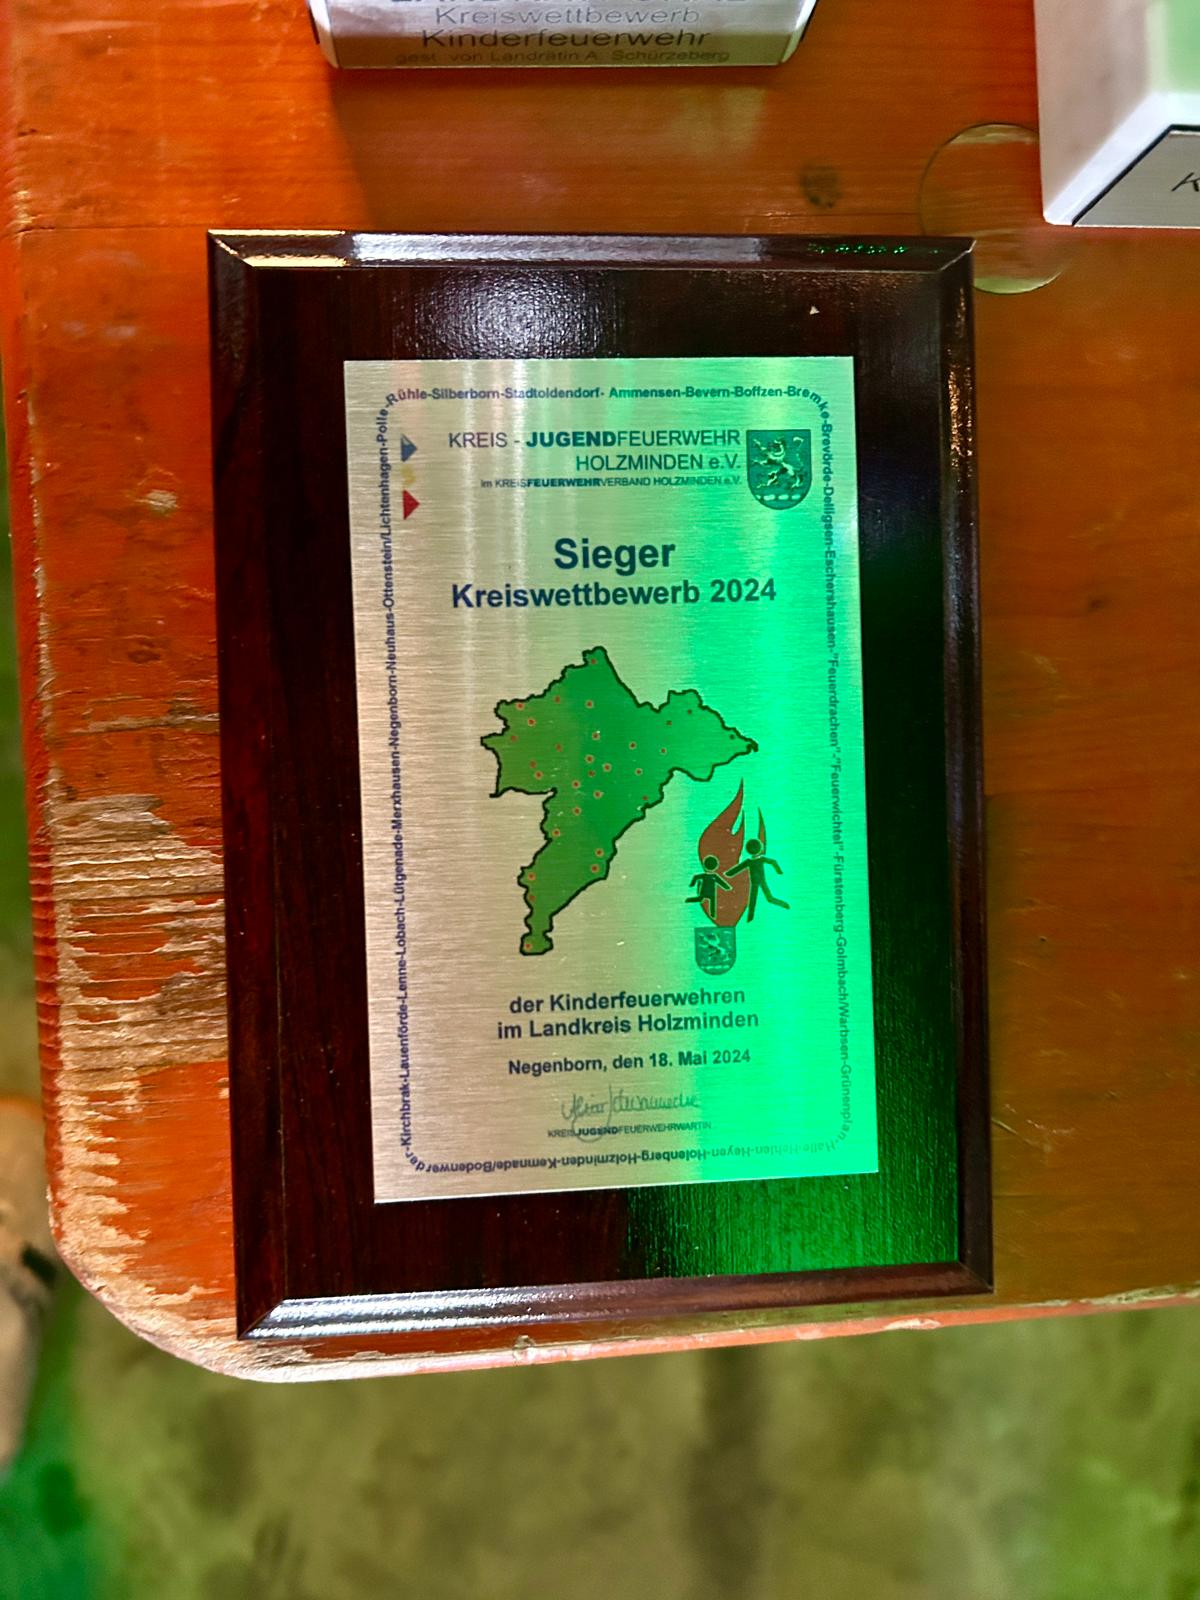 Kreiswettbewerb
Kinderfeuerwehr
gest. von Landrätin A. Schürzeberg
K
Rühle-Silberborn-Stadtoldendorf- Ammensen-Bevern-Boffzen-Bremke-Brevörde-Delligsen-Eschershausen-"Feuerdrachen"-"Feuerwichtel"-Fürstenberg-Golmbach/Warbsen-Grünenplan-Halle-Hehlen-Heyen-Holenberg-Holzminden-Kemnade/Bodenwerder-Kirchbrak-Lauenförde-Lenne-Lobach-Lütgenade-Merxhausen-Negenborn-Neuhaus-Ottenstein/Lichtenhagen-Polle-
KREIS - JUGENDFEUERWEHR
HOLZMINDEN e.V.
im KREISFEUERWEHRVERBAND HOLZMINDEN e.V.
Sieger
Kreiswettbewerb 2024
der Kinderfeuerwehren
im Landkreis Holzminden
Negenborn, den 18. Mai 2024
KREISJUGENDFEUERWEHRWARTIN